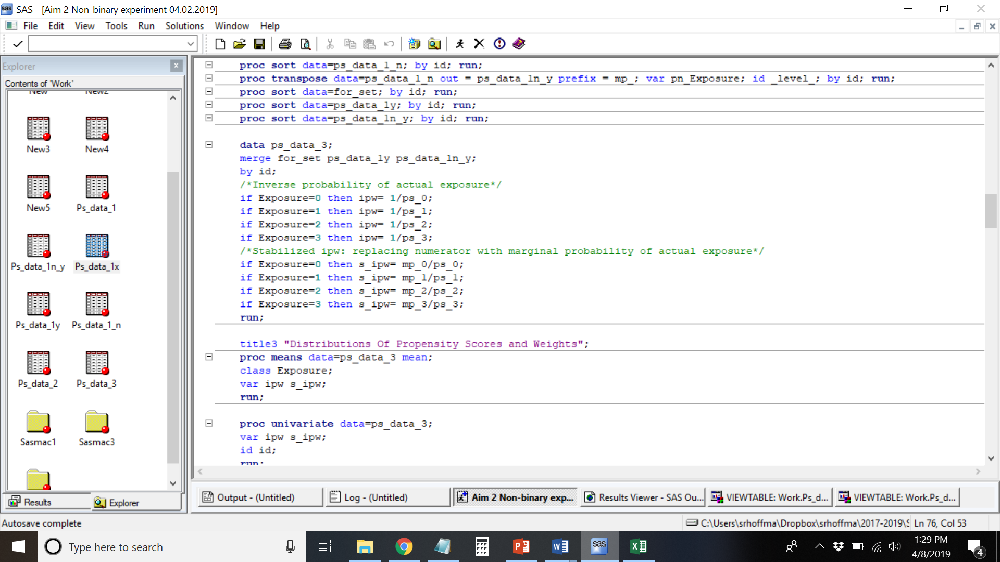 SAS - [Aim 2 Non-binary experiment 04.02.2019]
File Edit View Tools Run Solutions Window Help
Explorer
Contents of 'Work'
New New2
New3 New4
New5 Ps_data_1
Ps_data_1n_y Ps_data_1x
Ps_data_1y Ps_data_1_n
Ps_data_2 Ps_data_3
Sasmac1 Sasmac3
Results Explorer
proc sort data=ps_data_1_n; by id; run;
proc transpose data=ps_data_1_n out = ps_data_1n_y prefix = mp_; var pn_Exposure; id _level_; by id; run;
proc sort data=for_set; by id; run;
proc sort data=ps_data_1y; by id; run;
proc sort data=ps_data_1n_y; by id; run;
data ps_data_3;
merge for_set ps_data_1y ps_data_1n_y;
by id;
/*Inverse probability of actual exposure*/
if Exposure=0 then ipw= 1/ps_0;
if Exposure=1 then ipw= 1/ps_1;
if Exposure=2 then ipw= 1/ps_2;
if Exposure=3 then ipw= 1/ps_3;
/*Stabilized ipw: replacing numerator with marginal probability of actual exposure*/
if Exposure=0 then s_ipw= mp_0/ps_0;
if Exposure=1 then s_ipw= mp_1/ps_1;
if Exposure=2 then s_ipw= mp_2/ps_2;
if Exposure=3 then s_ipw= mp_3/ps_3;
run;
title3 "Distributions Of Propensity Scores and Weights";
proc means data=ps_data_3 mean;
class Exposure;
var ipw s_ipw;
run;
proc univariate data=ps_data_3;
var ipw s_ipw;
id id;
run;
Output - (Untitled) Log - (Untitled) Aim 2 Non-binary exp... Results Viewer - SAS Ou... VIEWTABLE: Work.Ps_d... VIEWTABLE: Work.Ps_d...
Autosave complete
C:\Users\srhoffma\Dropbox\srhoffma\2017-2019\S Ln 76, Col 53
Type here to search
sas
1:29 PM
4/8/2019
4